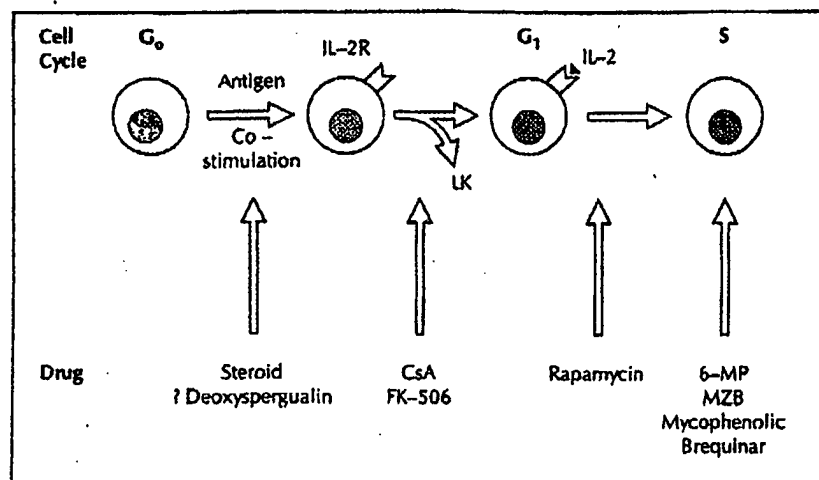 Cell Cycle
G₀
IL-2R
G₁
IL-2
S
Antigen
Co-
stimulation
LK
Drug
Steroid
? Deoxyspergualin
CsA
FK-506
Rapamycin
6-MP
MZB
Mycophenolic
Brequinar